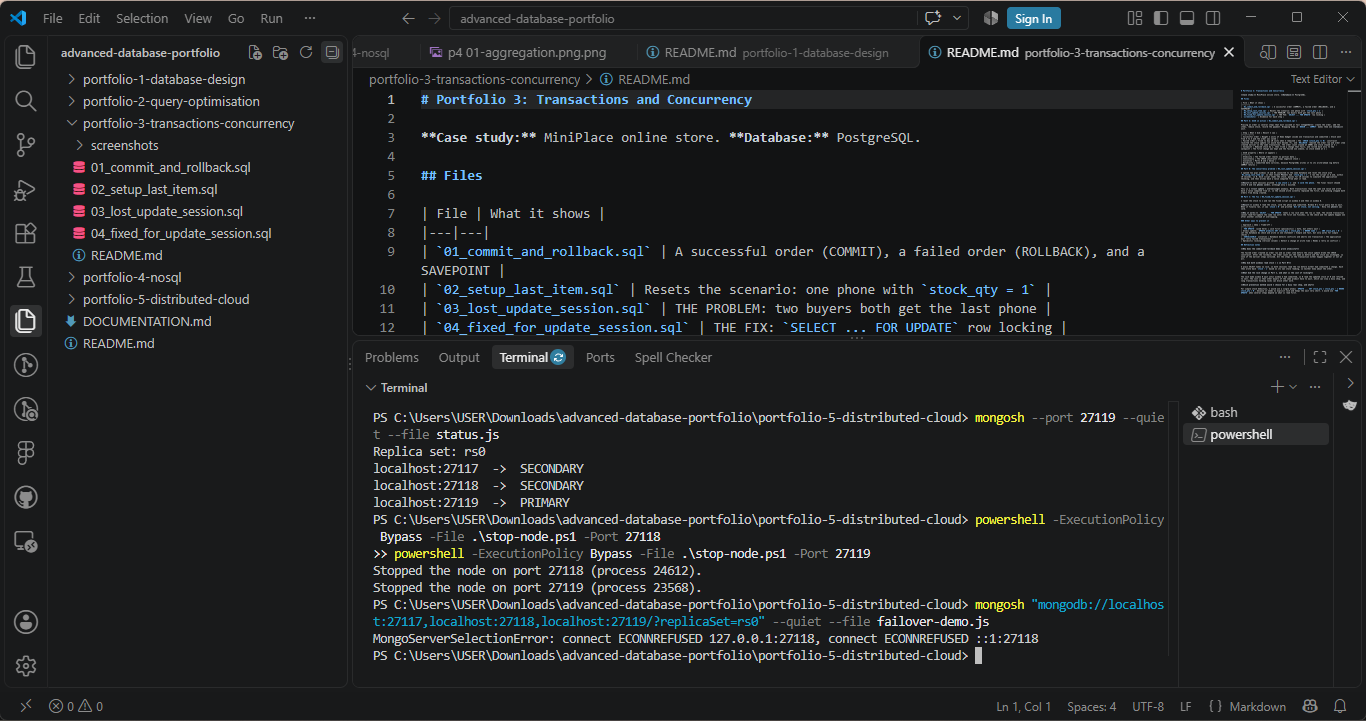 File Edit Selection View Go Run ··· advanced-database-portfolio Sign In
advanced-database-portfolio
4-nosql p4 01-aggregation.png.png README.md portfolio-1-database-design README.md portfolio-3-transactions-concurrency
portfolio-3-transactions-concurrency > README.md Text Editor
portfolio-1-database-design
portfolio-2-query-optimisation
portfolio-3-transactions-concurrency
screenshots
01_commit_and_rollback.sql
02_setup_last_item.sql
03_lost_update_session.sql
04_fixed_for_update_session.sql
README.md
portfolio-4-nosql
portfolio-5-distributed-cloud
DOCUMENTATION.md
README.md
1 # Portfolio 3: Transactions and Concurrency
2
3 **Case study:** MiniPlace online store. **Database:** PostgreSQL.
4
5 ## Files
6
7 | File | What it shows |
8 |---|---|
9 | `01_commit_and_rollback.sql` | A successful order (COMMIT), a failed order (ROLLBACK), and a
SAVEPOINT |
10 | `02_setup_last_item.sql` | Resets the scenario: one phone with `stock_qty = 1` |
11 | `03_lost_update_session.sql` | THE PROBLEM: two buyers both get the last phone |
12 | `04_fixed_for_update_session.sql` | THE FIX: `SELECT ... FOR UPDATE` row locking |
Problems Output Terminal Ports Spell Checker
Terminal
bash
powershell
PS C:\Users\USER\Downloads\advanced-database-portfolio\portfolio-5-distributed-cloud> mongosh --port 27119 --quie
t --file status.js
Replica set: rs0
localhost:27117 -> SECONDARY
localhost:27118 -> SECONDARY
localhost:27119 -> PRIMARY
PS C:\Users\USER\Downloads\advanced-database-portfolio\portfolio-5-distributed-cloud> powershell -ExecutionPolicy
Bypass -File .\stop-node.ps1 -Port 27118
>> powershell -ExecutionPolicy Bypass -File .\stop-node.ps1 -Port 27119
Stopped the node on port 27118 (process 24612).
Stopped the node on port 27119 (process 23568).
PS C:\Users\USER\Downloads\advanced-database-portfolio\portfolio-5-distributed-cloud> mongosh "mongodb://localhos
t:27117,localhost:27118,localhost:27119/?replicaSet=rs0" --quiet --file failover-demo.js
MongoServerSelectionError: connect ECONNREFUSED 127.0.0.1:27118, connect ECONNREFUSED ::1:27118
PS C:\Users\USER\Downloads\advanced-database-portfolio\portfolio-5-distributed-cloud>
0 0 Ln 1, Col 1 Spaces: 4 UTF-8 LF {} Markdown